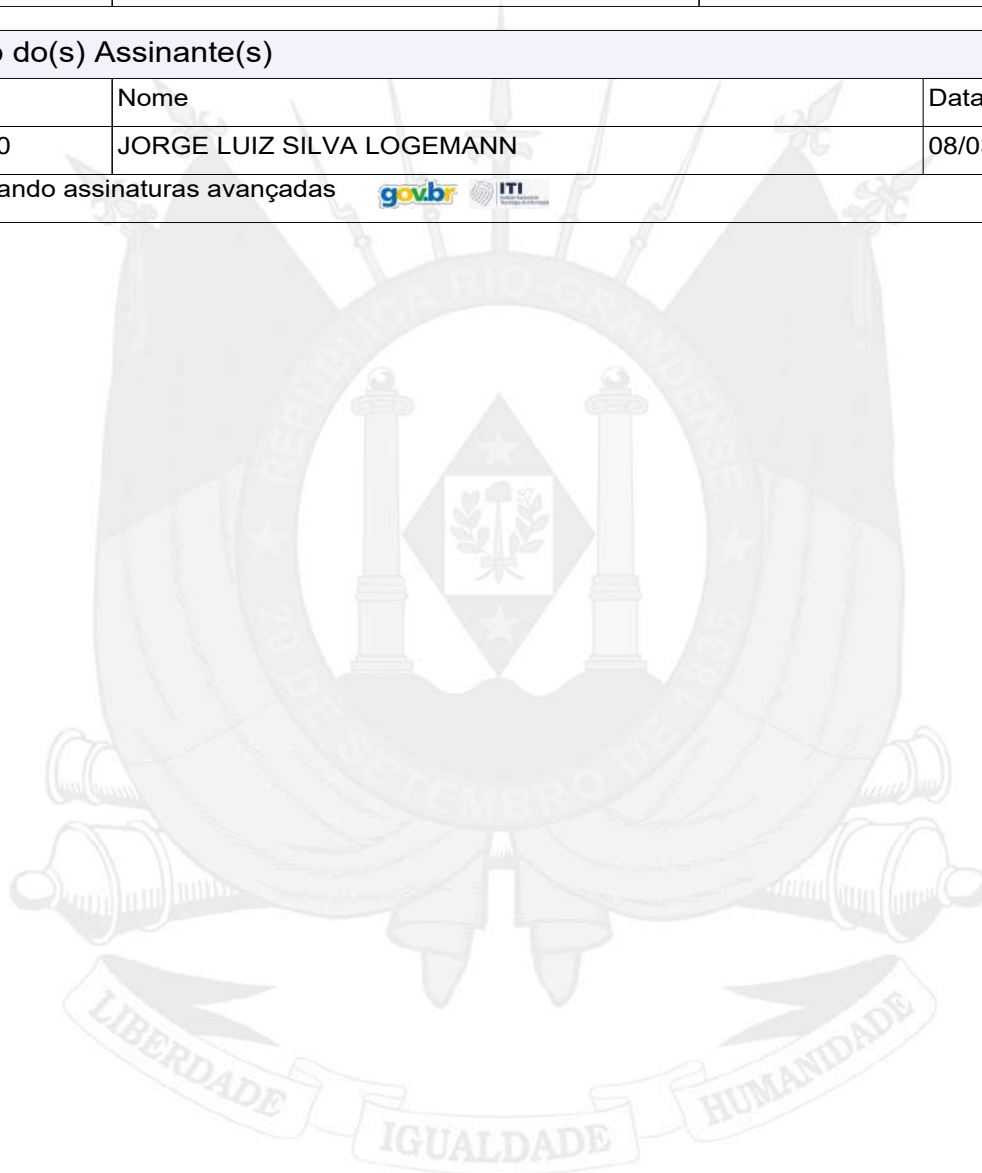 do(s) Assinante(s)
Nome Data
0 JORGE LUIZ SILVA LOGEMANN 08/0
assinaturas avançadas gov.br ITI
REPÚBLICA RIO-GRANDENSE
20 DE SETEMBRO DE 1835
LIBERDADE IGUALDADE HUMANIDADE